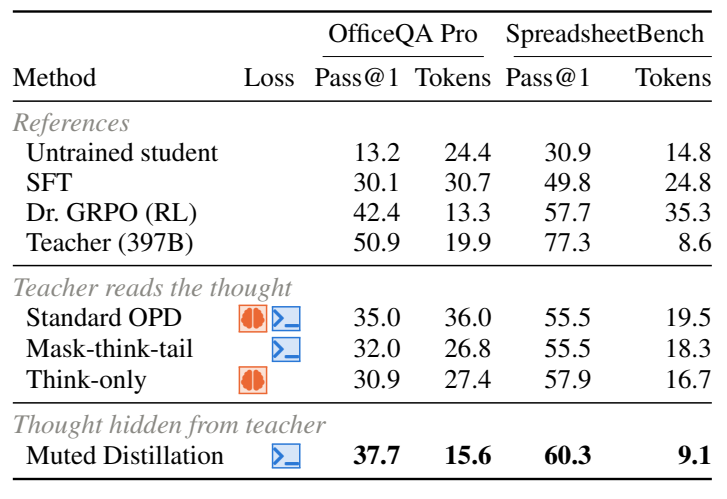 OfficeQA Pro SpreadsheetBench
Method Loss Pass@1 Tokens Pass@1 Tokens
References
Untrained student 13.2 24.4 30.9 14.8
SFT 30.1 30.7 49.8 24.8
Dr. GRPO (RL) 42.4 13.3 57.7 35.3
Teacher (397B) 50.9 19.9 77.3 8.6
Teacher reads the thought
Standard OPD 35.0 36.0 55.5 19.5
Mask-think-tail 32.0 26.8 55.5 18.3
Think-only 30.9 27.4 57.9 16.7
Thought hidden from teacher
Muted Distillation 37.7 15.6 60.3 9.1